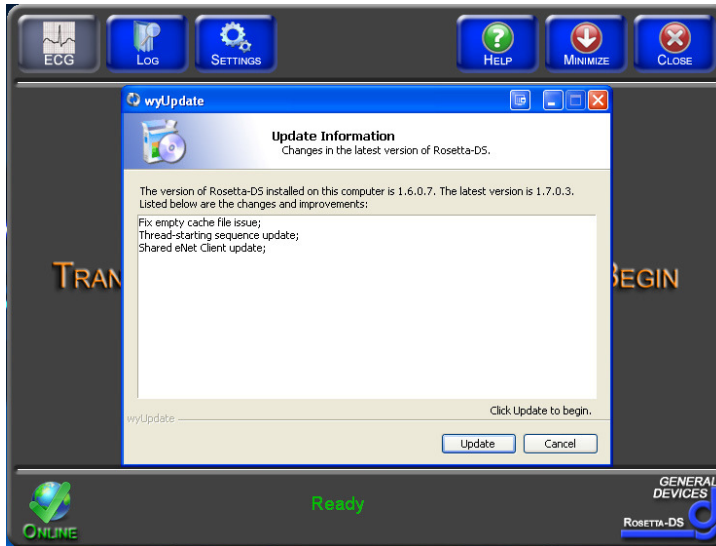 ECG
LOG
SETTINGS
HELP
MINIMIZE
CLOSE
wyUpdate
Update Information
Changes in the latest version of Rosetta-DS.
The version of Rosetta-DS installed on this computer is 1.6.0.7. The latest version is 1.7.0.3.
Listed below are the changes and improvements:
Fix empty cache file issue;
Thread-starting sequence update;
Shared eNet Client update;
TRAN
BEGIN
Click Update to begin.
wyUpdate
Update
Cancel
ONLINE
Ready
GENERAL
DEVICES
ROSETTA-DS